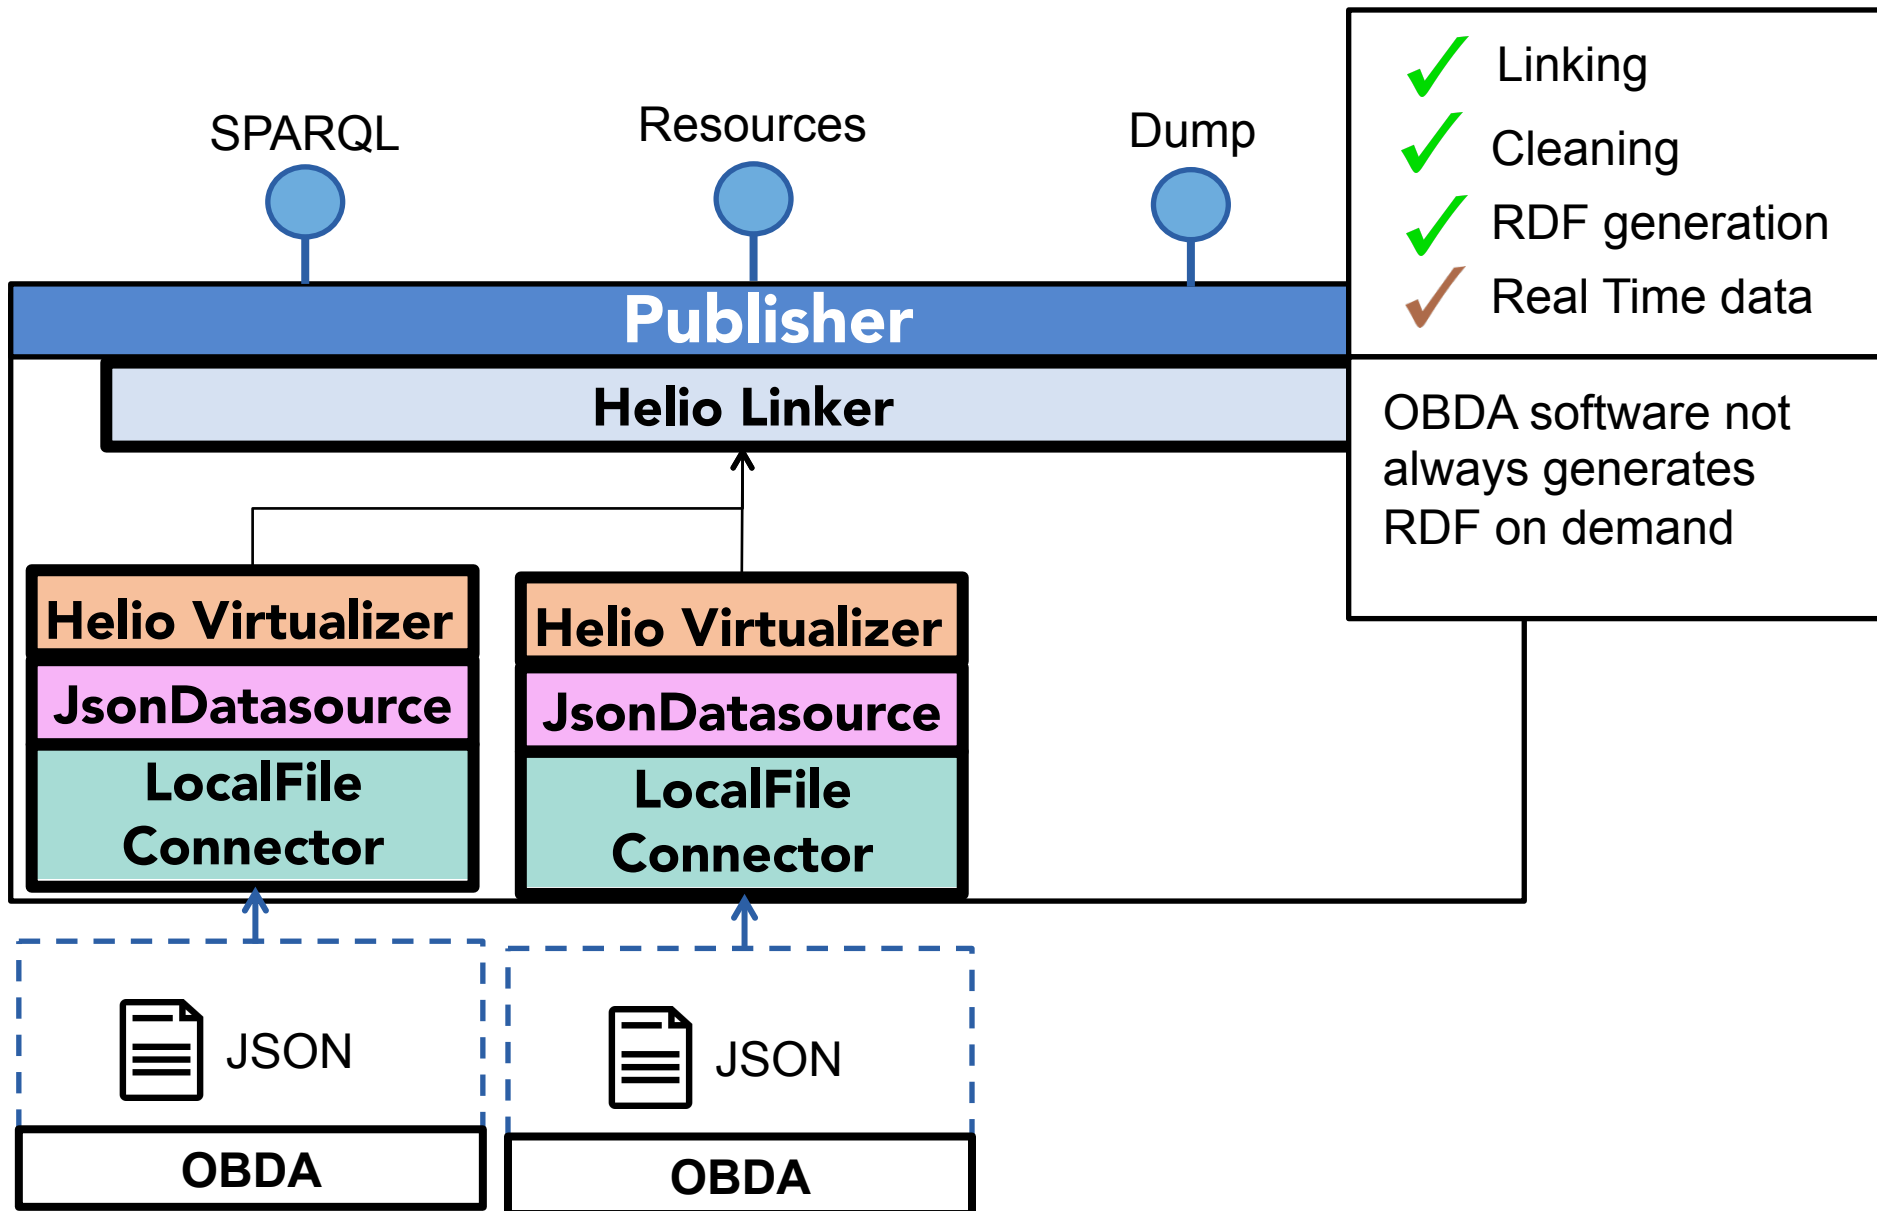 SPARQL
Resources
Dump
Linking
Cleaning
RDF generation
Real Time data
Publisher
Helio Linker
OBDA software not
always generates
RDF on demand
Helio Virtualizer
JsonDatasource
LocalFile
Connector
Helio Virtualizer
JsonDatasource
LocalFile
Connector
JSON
OBDA
JSON
OBDA